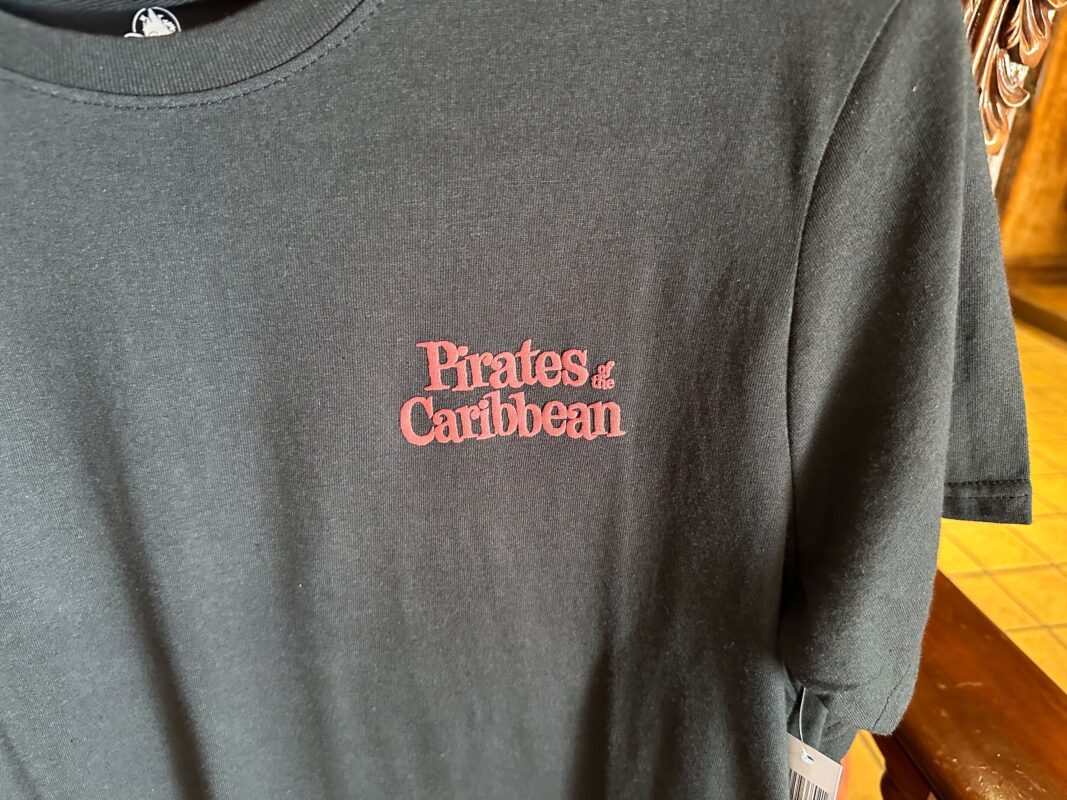 Pirates of the
Caribbean